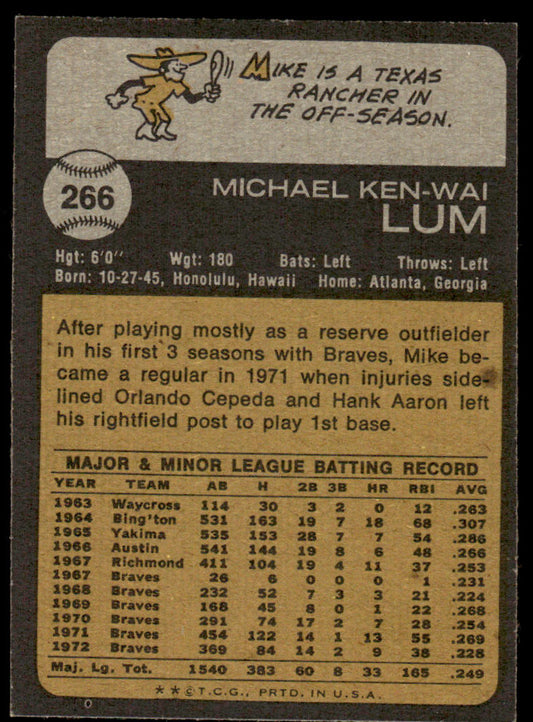 MIKE IS A TEXAS
RANCHER IN
THE OFF-SEASON.
266
MICHAEL KEN-WAI
LUM
Hgt: 6'0" Wgt: 180 Bats: Left Throws: Left
Born: 10-27-45, Honolulu, Hawaii Home: Atlanta, Georgia
After playing mostly as a reserve outfielder
in his first 3 seasons with Braves, Mike be-
came a regular in 1971 when injuries side-
lined Orlando Cepeda and Hank Aaron left
his rightfield post to play 1st base.
MAJOR & MINOR LEAGUE BATTING RECORD
YEAR TEAM AB H 2B 3B HR RBI AVG
1963 Waycross 114 30 3 2 0 12 .263
1964 Bing'ton 531 163 19 7 18 68 .307
1965 Yakima 535 153 28 7 7 54 .286
1966 Austin 541 144 19 8 6 48 .266
1967 Richmond 411 104 19 4 11 37 .253
1967 Braves 26 6 0 0 0 1 .231
1968 Braves 232 52 7 3 3 21 .224
1969 Braves 168 45 8 0 1 22 .268
1970 Braves 291 74 17 2 7 28 .254
1971 Braves 454 122 14 1 13 55 .269
1972 Braves 369 84 14 2 9 38 .228
Maj. Lg. Tot. 1540 383 60 8 33 165 .249
* * © T.C.G., PRTD. IN U.S.A.